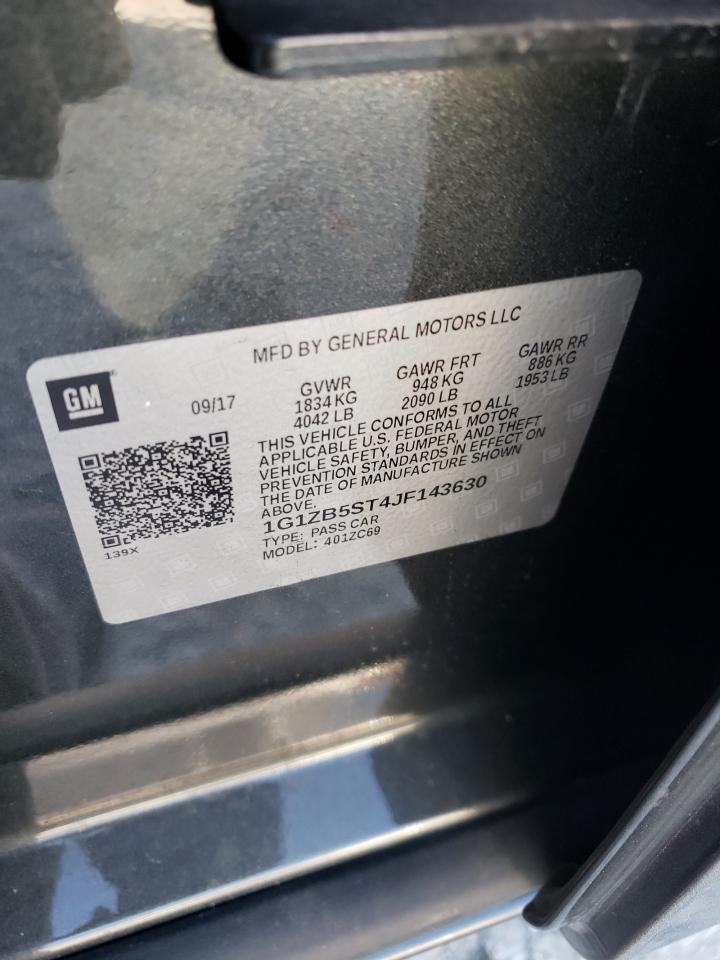 MFD BY GENERAL MOTORS LLC
GM
09/17
GVWR
1834 KG
4042 LB
GAWR FRT
948 KG
2090 LB
GAWR RR
886 KG
1953 LB
THIS VEHICLE CONFORMS TO ALL
APPLICABLE U.S. FEDERAL MOTOR
VEHICLE SAFETY, BUMPER, AND THEFT
PREVENTION STANDARDS IN EFFECT ON
THE DATE OF MANUFACTURE SHOWN
ABOVE.
1G1ZB5ST4JF143630
TYPE: PASS CAR
MODEL: 401ZC69
139X